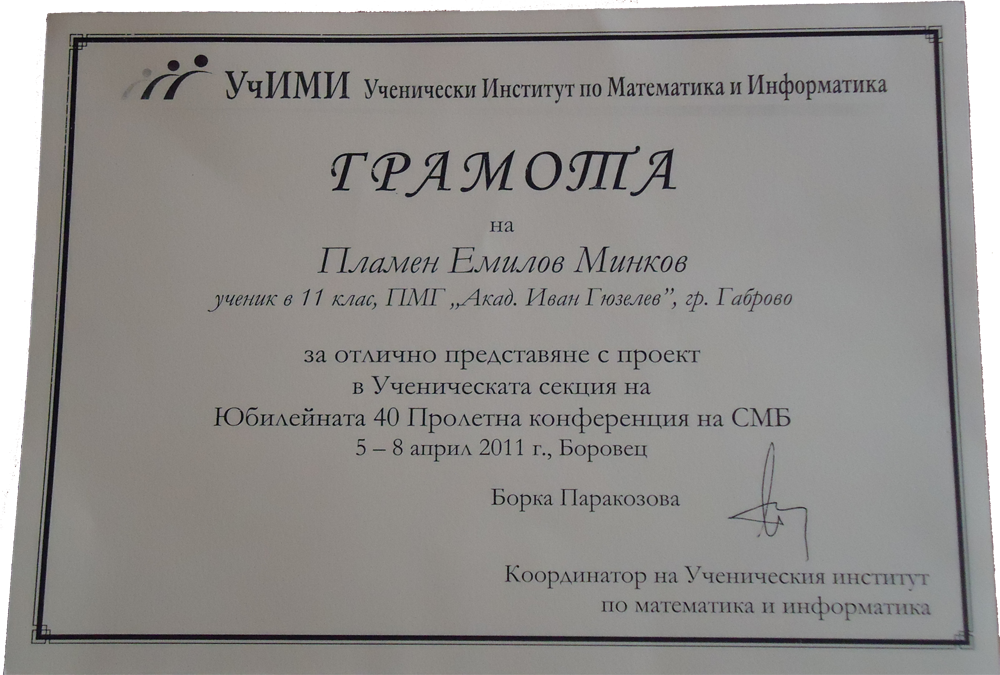 УчИМИ Ученически Институт по Математика и Информатика
ГРАМОТА
на
Пламен Емилов Минков
ученик в 11 клас, ПМГ „Акад. Иван Гюзелев”, гр. Габрово
за отлично представяне с проект
в Ученическата секция на
Юбилейната 40 Пролетна конференция на СМБ
5 – 8 април 2011 г., Боровец
Борка Паракозова
Координатор на Ученическия институт
по математика и информатика